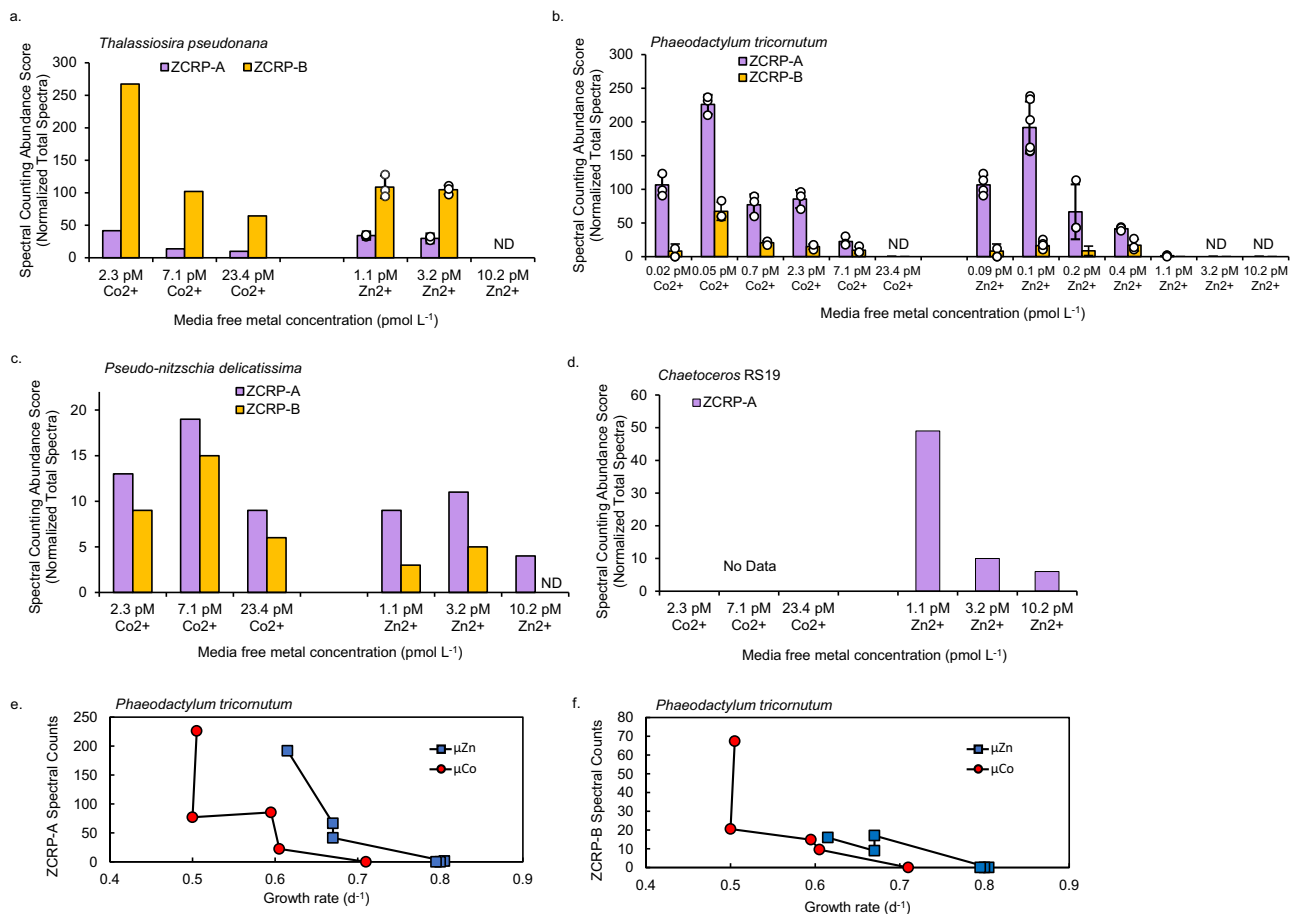 a.
Thalassiosira pseudonana
ZCRP-A
ZCRP-B
Spectral Counting Abundance Score
(Normalized Total Spectra)
300
250
200
150
100
50
0
ND
2.3 pM 7.1 pM 23.4 pM 1.1 pM 3.2 pM 10.2 pM
Co2+ Co2+ Co2+ Zn2+ Zn2+ Zn2+
Media free metal concentration (pmol L-1)
b.
Phaeodactylum tricornutum
ZCRP-A
ZCRP-B
Spectral Counting Abundance Score
(Normalized Total Spectra)
300
250
200
150
100
50
0
ND ND ND
0.02 pM 0.05 pM 0.7 pM 2.3 pM 7.1 pM 23.4 pM 0.09 pM 0.1 pM 0.2 pM 0.4 pM 1.1 pM 3.2 pM 10.2 pM
Co2+ Co2+ Co2+ Co2+ Co2+ Co2+ Zn2+ Zn2+ Zn2+ Zn2+ Zn2+ Zn2+ Zn2+
Media free metal concentration (pmol L-1)
c.
Pseudo-nitzschia delicatissima
ZCRP-A
ZCRP-B
Spectral Counting Abundance Score
(Normalized Total Spectra)
20
15
10
5
0
ND
2.3 pM 7.1 pM 23.4 pM 1.1 pM 3.2 pM 10.2 pM
Co2+ Co2+ Co2+ Zn2+ Zn2+ Zn2+
Media free metal concentration (pmol L-1)
d.
Chaetoceros RS19
ZCRP-A
Spectral Counting Abundance Score
(Normalized Total Spectra)
60
50
40
30
20
10
0
No Data
2.3 pM 7.1 pM 23.4 pM 1.1 pM 3.2 pM 10.2 pM
Co2+ Co2+ Co2+ Zn2+ Zn2+ Zn2+
Media free metal concentration (pmol L-1)
e.
Phaeodactylum tricornutum
ZCRP-A Spectral Counts
250
200
150
100
50
0
μZn
μCo
0.4 0.5 0.6 0.7 0.8 0.9
Growth rate (d-1)
f.
Phaeodactylum tricornutum
ZCRP-B Spectral Counts
80
70
60
50
40
30
20
10
0
μZn
μCo
0.4 0.5 0.6 0.7 0.8 0.9
Growth rate (d-1)